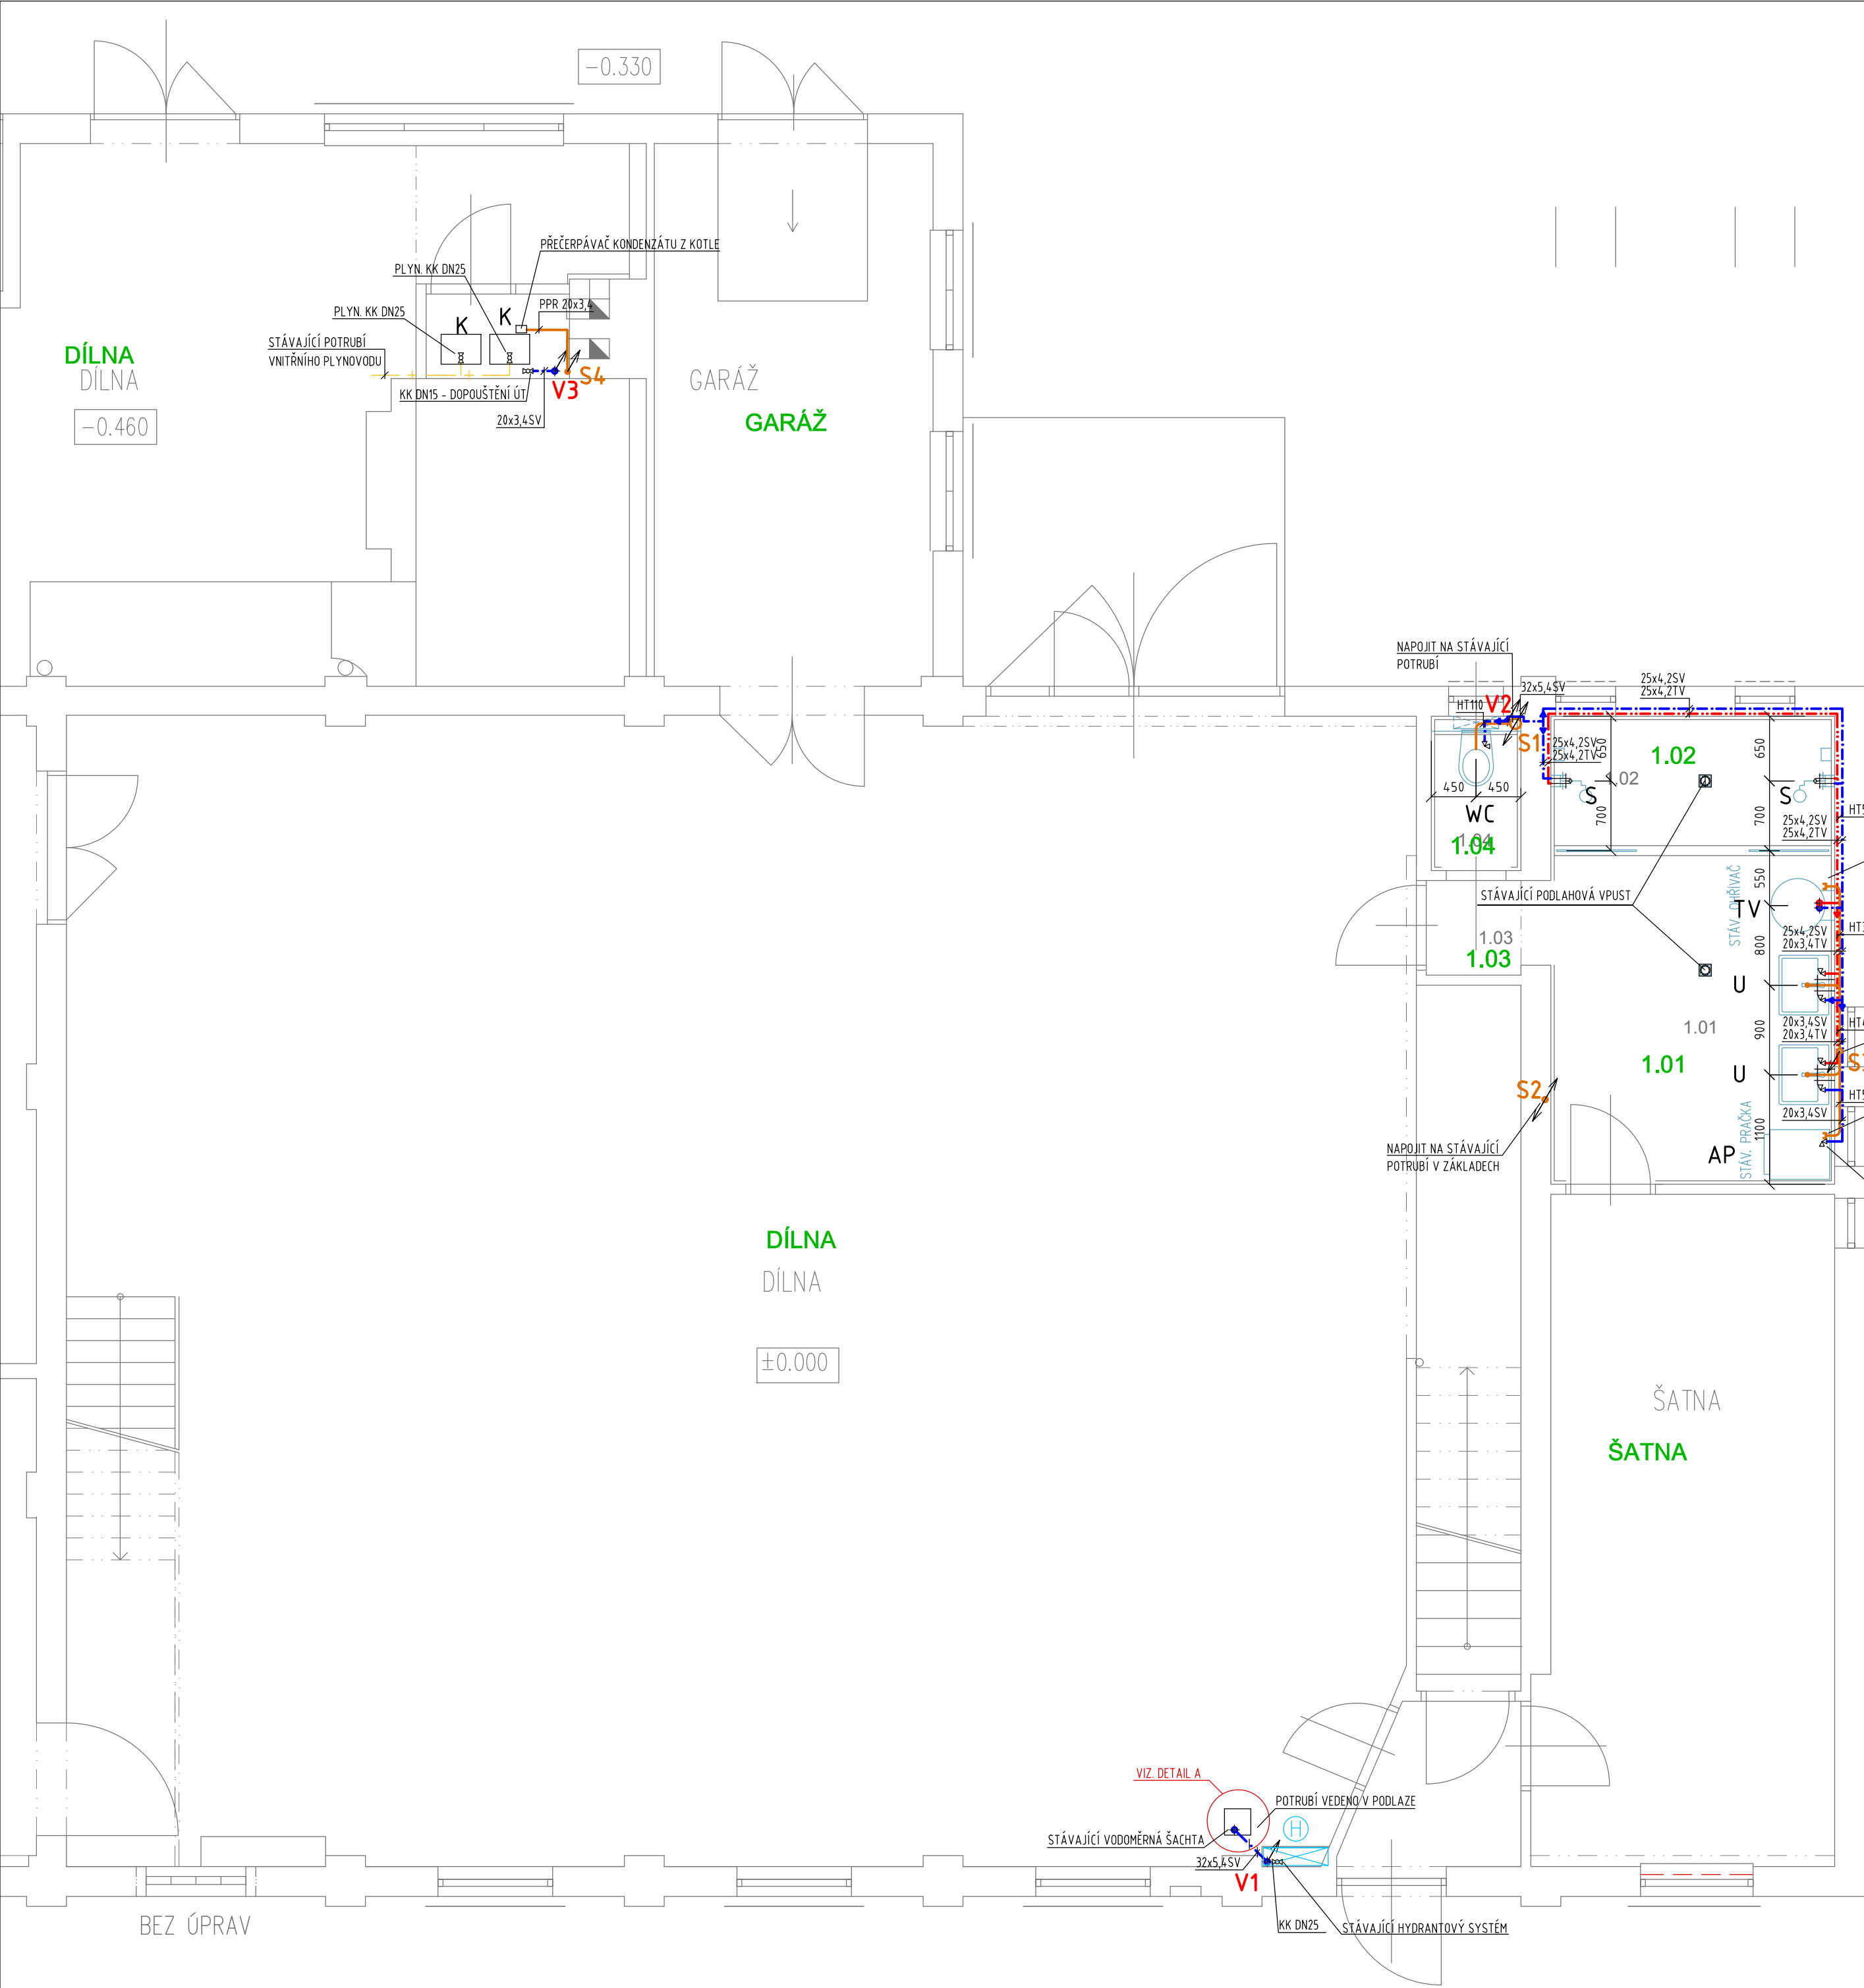 -0.330
PŘEČERPÁVAČ KONDENZÁTU Z KOTLE
PLYN. KK DN25
PPR 20x3,4
PLYN. KK DN25
K
K
STÁVAJÍCÍ POTRUBÍ
VNITŘNÍHO PLYNOVODU
DÍLNA
DÍLNA
-0.460
KK DN15 - DOPOUŠTĚNÍ ÚT
V3
S4
20x3,4SV
GARÁŽ
GARÁŽ
NAPOJIT NA STÁVAJÍCÍ
POTRUBÍ
32x5,4SV
HT110
V2
S1
25x4,2SV
25x4,2TV
25x4,2SV
25x4,2TV
650
1.02
1.02
650
450
450
S
S
WC
700
700
25x4,2SV
25x4,2TV
1.04
1.04
STÁVAJÍCÍ PODLAHOVÁ VPUST
STÁV. OHŘÍVAČ
550
TV
25x4,2SV
20x3,4TV
800
1.03
1.03
U
1.01
900
20x3,4SV
20x3,4TV
1.01
U
S2
20x3,4SV
1100
STÁV. PRAČKA
AP
NAPOJIT NA STÁVAJÍCÍ
POTRUBÍ V ZÁKLADECH
DÍLNA
DÍLNA
±0.000
ŠATNA
ŠATNA
VIZ. DETAIL A
POTRUBÍ VEDENO V PODLAZE
H
STÁVAJÍCÍ VODOMĚRNÁ ŠACHTA
32x5,4SV
V1
KK DN25
STÁVAJÍCÍ HYDRANTOVÝ SYSTÉM
BEZ ÚPRAV